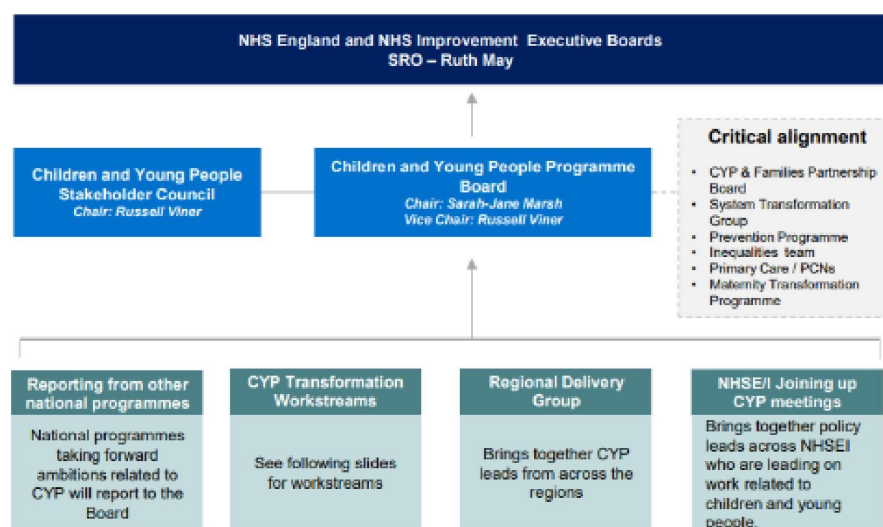 NHS England and NHS Improvement Executive Boards
SRO – Ruth May
Children and Young People
Stakeholder Council
Chair: Russell Viner
Children and Young People Programme
Board
Chair: Sarah-Jane Marsh
Vice Chair: Russell Viner
Critical alignment
• CYP & Families Partnership
Board
• System Transformation
Group
• Prevention Programme
• Inequalities team
• Primary Care / PCNs
• Maternity Transformation
Programme
Reporting from other
national programmes
National programmes
taking forward
ambitions related to
CYP will report to the
Board
CYP Transformation
Workstreams
See following slides
for workstreams
Regional Delivery
Group
Brings together CYP
leads from across the
regions
NHSE/I Joining up
CYP meetings
Brings together policy
leads across NHSEI
who are leading on
work related to
children and young
people.